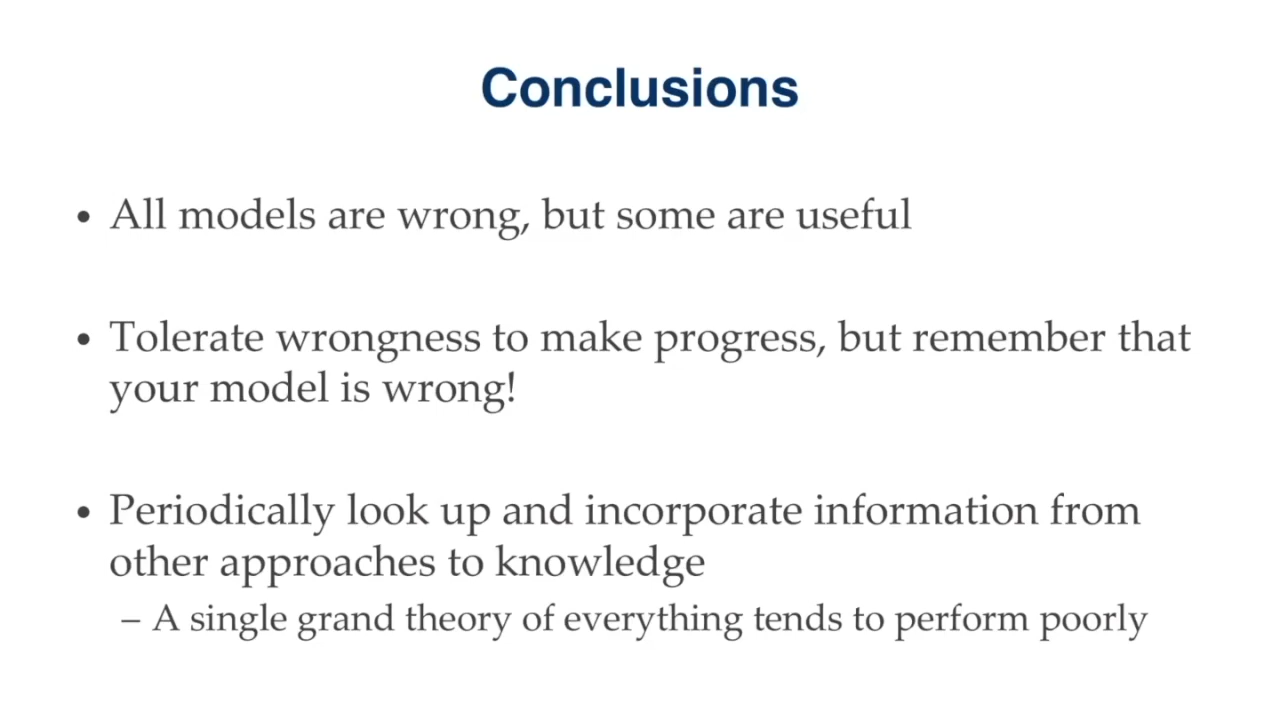 Conclusions
• All models are wrong, but some are useful
• Tolerate wrongness to make progress, but remember that
your model is wrong!
• Periodically look up and incorporate information from
other approaches to knowledge
– A single grand theory of everything tends to perform poorly